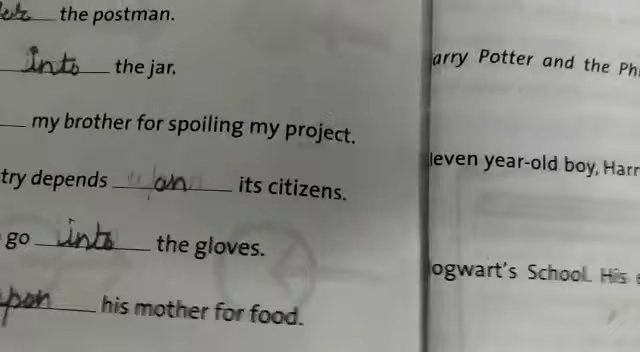 the postman.
into the jar.
my brother for spoiling my project.
try depends on its citizens.
go into the gloves.
pon his mother for food.
arry Potter and the Ph
leven year-old boy, Harr
ogwart's School. His